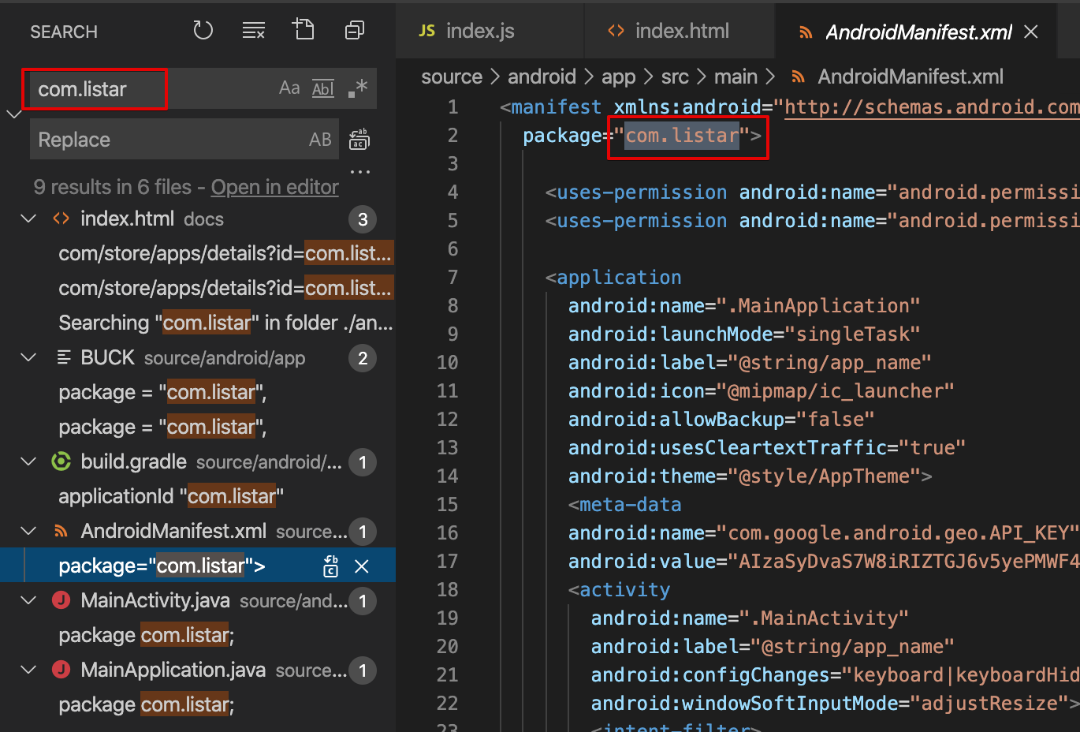 SEARCH
com.listar
Aa Abl .*
Replace
AB
9 results in 6 files - Open in editor
index.html docs 3
com/store/apps/details?id=com.list...
com/store/apps/details?id=com.list...
Searching "com.listar" in folder ./an...
BUCK source/android/app 2
package = "com.listar",
package = "com.listar",
build.gradle source/android/... 1
applicationId "com.listar"
AndroidManifest.xml source... 1
package="com.listar">
MainActivity.java source/and... 1
package com.listar;
MainApplication.java source... 1
package com.listar;
JS index.js
<> index.html
AndroidManifest.xml
source > android > app > src > main > AndroidManifest.xml
1 <manifest xmlns:android="http://schemas.android.com
2 package="com.listar">
3
4 <uses-permission android:name="android.permissi
5 <uses-permission android:name="android.permissi
6
7 <application
8 android:name=".MainApplication"
9 android:launchMode="singleTask"
10 android:label="@string/app_name"
11 android:icon="@mipmap/ic_launcher"
12 android:allowBackup="false"
13 android:usesCleartextTraffic="true"
14 android:theme="@style/AppTheme">
15 <meta-data
16 android:name="com.google.android.geo.API_KEY"
17 android:value="AIzaSyDvaS7W8iRIZTGJ6v5yePMWF4
18 <activity
19 android:name=".MainActivity"
20 android:label="@string/app_name"
21 android:configChanges="keyboard|keyboardHid
22 android:windowSoftInputMode="adjustResize">
23 <intent-filter>